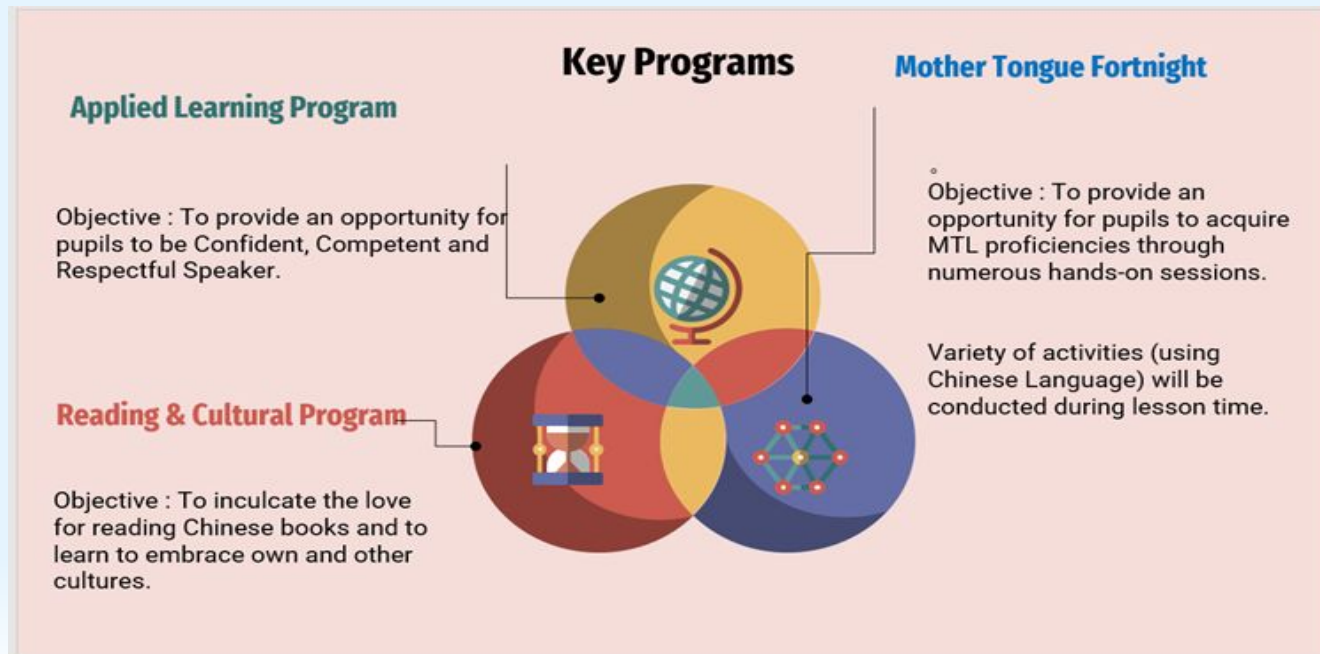 Key Programs
Applied Learning Program
Objective : To provide an opportunity for
pupils to be Confident, Competent and
Respectful Speaker.
Reading & Cultural Program
Objective : To inculcate the love
for reading Chinese books and to
learn to embrace own and other
cultures.
Mother Tongue Fortnight
。
Objective : To provide an
opportunity for pupils to acquire
MTL proficiencies through
numerous hands-on sessions.
Variety of activities (using
Chinese Language) will be
conducted during lesson time.